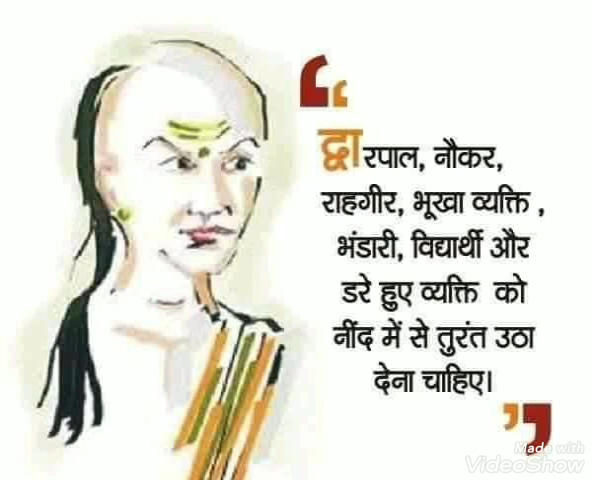 द्वारपाल, नौकर,
राहगीर, भूखा व्यक्ति ,
भंडारी, विद्यार्थी और
डरे हुए व्यक्ति को
नींद में से तुरंत उठा
देना चाहिए।
Made with
VideoShow